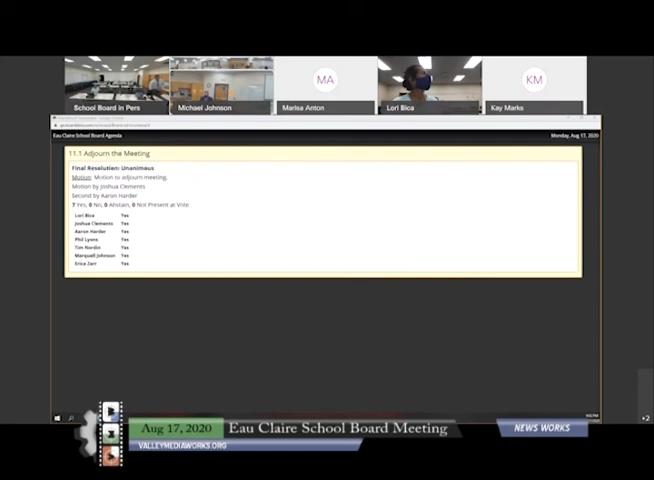 MA
KM
School Board in Pers
Michael Johnson
Marisa Anton
Lori Bica
Kay Marks
Eau Claire School Board Agenda
Monday, Aug 17, 2020
11.1 Adjourn the Meeting
Final Resolution: Unanimous
Motion: Motion to adjourn meeting.
Motion by Joshua Clements
Second by Aaron Harder
7 Yes, 0 No, 0 Abstain, 0 Not Present at Vote
Lori Bica Yes
Joshua Clements Yes
Aaron Harder Yes
Phil Lyons Yes
Tim Nordin Yes
Marquell Johnson Yes
Erica Zerr Yes
+2
Aug 17, 2020 Eau Claire School Board Meeting
NEWS WORKS
VALLEYMEDIAWORKS.ORG